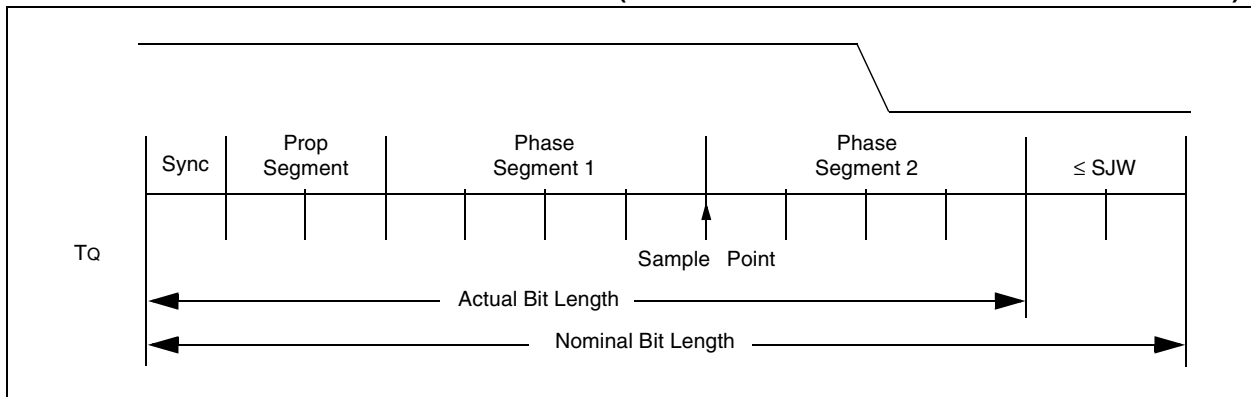 Sync
Prop
Segment
Phase
Segment 1
Phase
Segment 2
≤ SJW
TQ
Sample Point
Actual Bit Length
Nominal Bit Length